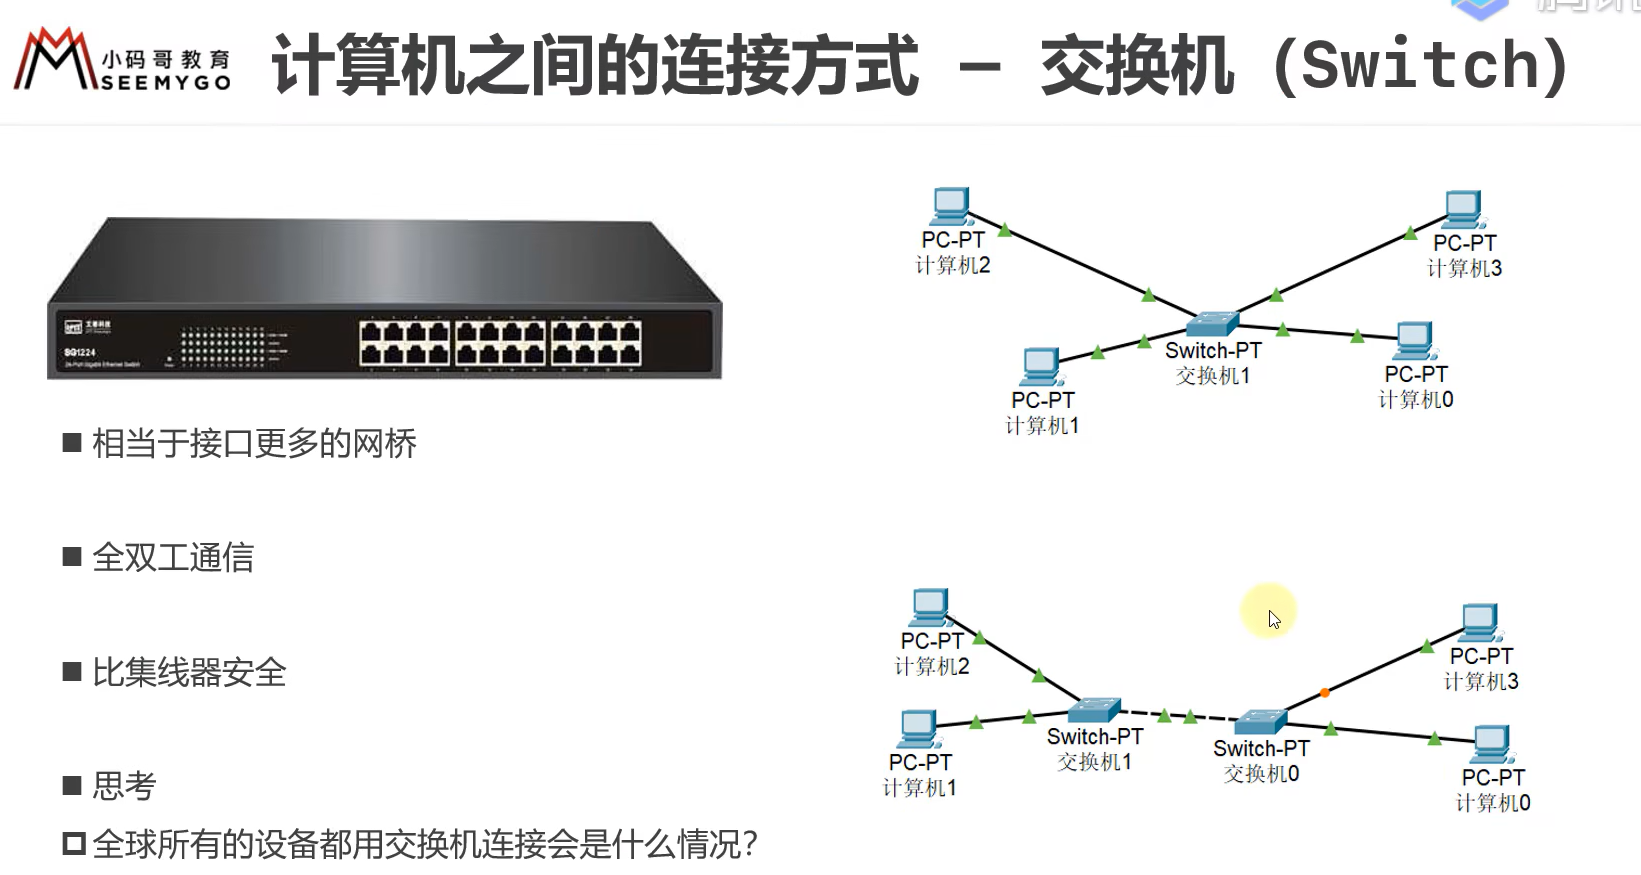 小码哥教育
SEEMYGO
计算机之间的连接方式 – 交换机 (Switch)
SG1224
相当于接口更多的网桥
全双工通信
比集线器安全
思考
全球所有的设备都用交换机连接会是什么情况?
PC-PT
计算机2
PC-PT
计算机3
Switch-PT
交换机1
PC-PT
计算机1
PC-PT
计算机0
PC-PT
计算机2
PC-PT
计算机3
PC-PT
计算机1
Switch-PT
交换机1
Switch-PT
交换机0
PC-PT
计算机0